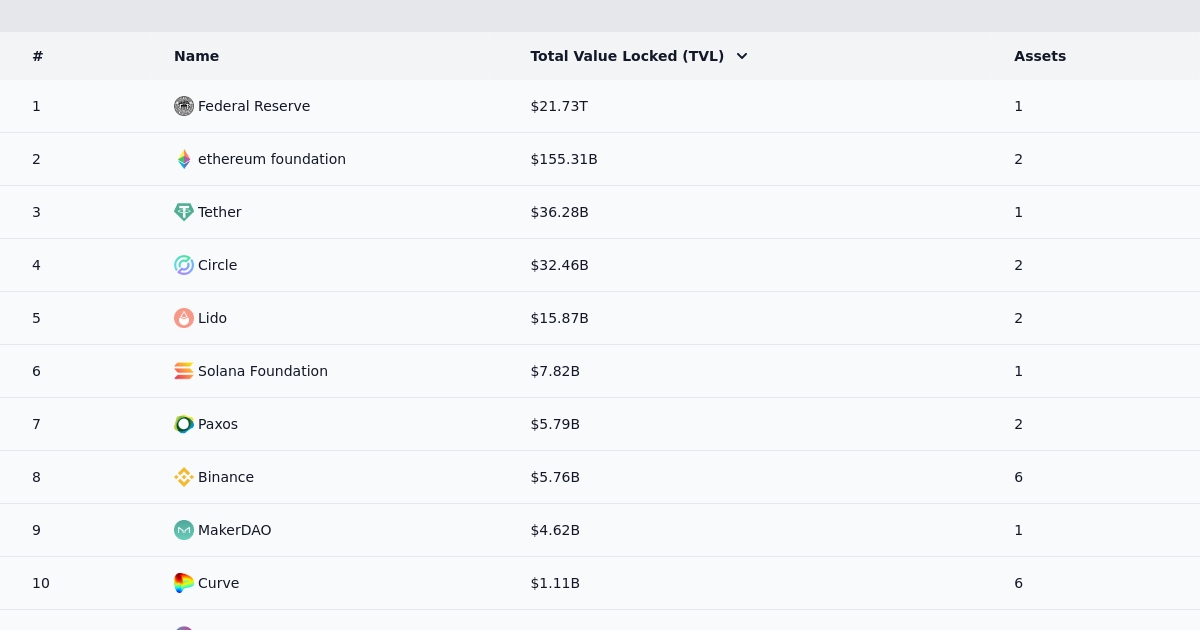 # Name Total Value Locked (TVL) Assets
1 Federal Reserve $21.73T 1
2 ethereum foundation $155.31B 2
3 Tether $36.28B 1
4 Circle $32.46B 2
5 Lido $15.87B 2
6 Solana Foundation $7.82B 1
7 Paxos $5.79B 2
8 Binance $5.76B 6
9 MakerDAO $4.62B 1
10 Curve $1.11B 6